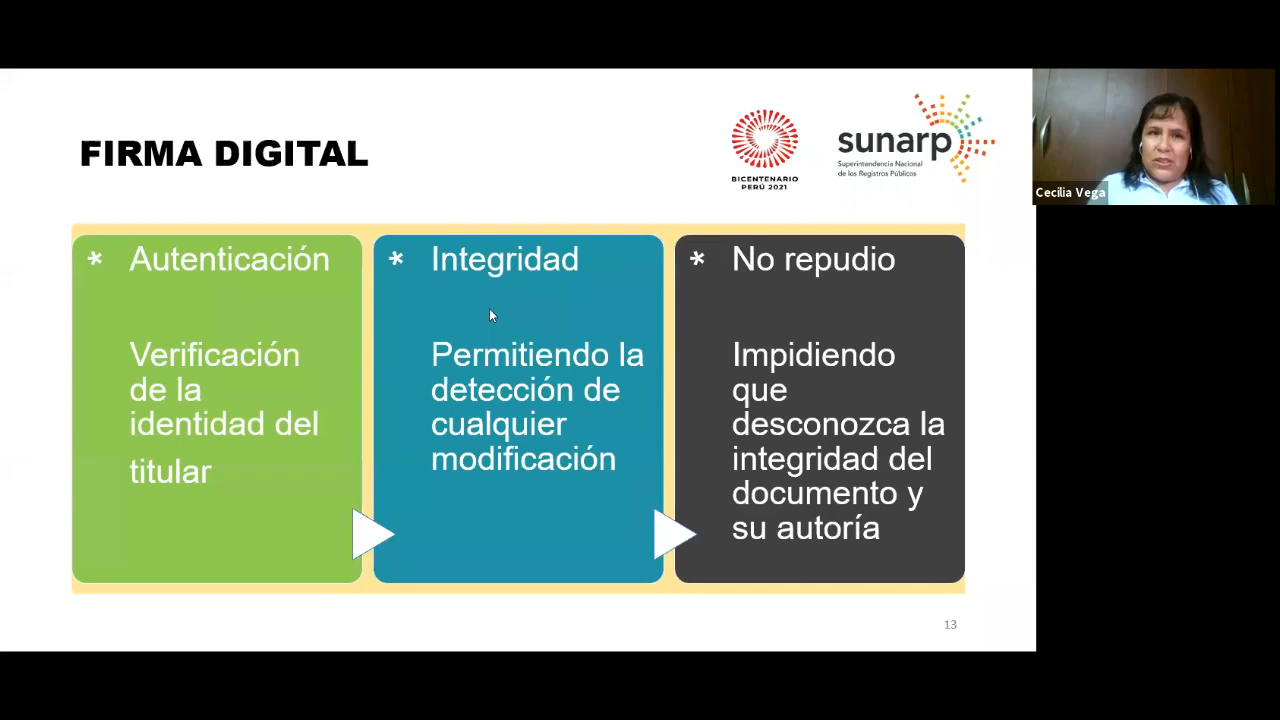 FIRMA DIGITAL
BICENTENARIO
PERÚ 2021
sunarp
Superintendencia Nacional
de los Registros Públicos
Cecilia Vega
* Autenticación
Verificación
de la
identidad del
titular
* Integridad
Permitiendo la
detección de
cualquier
modificación
* No repudio
Impidiendo
que
desconozca la
integridad del
documento y
su autoría
13